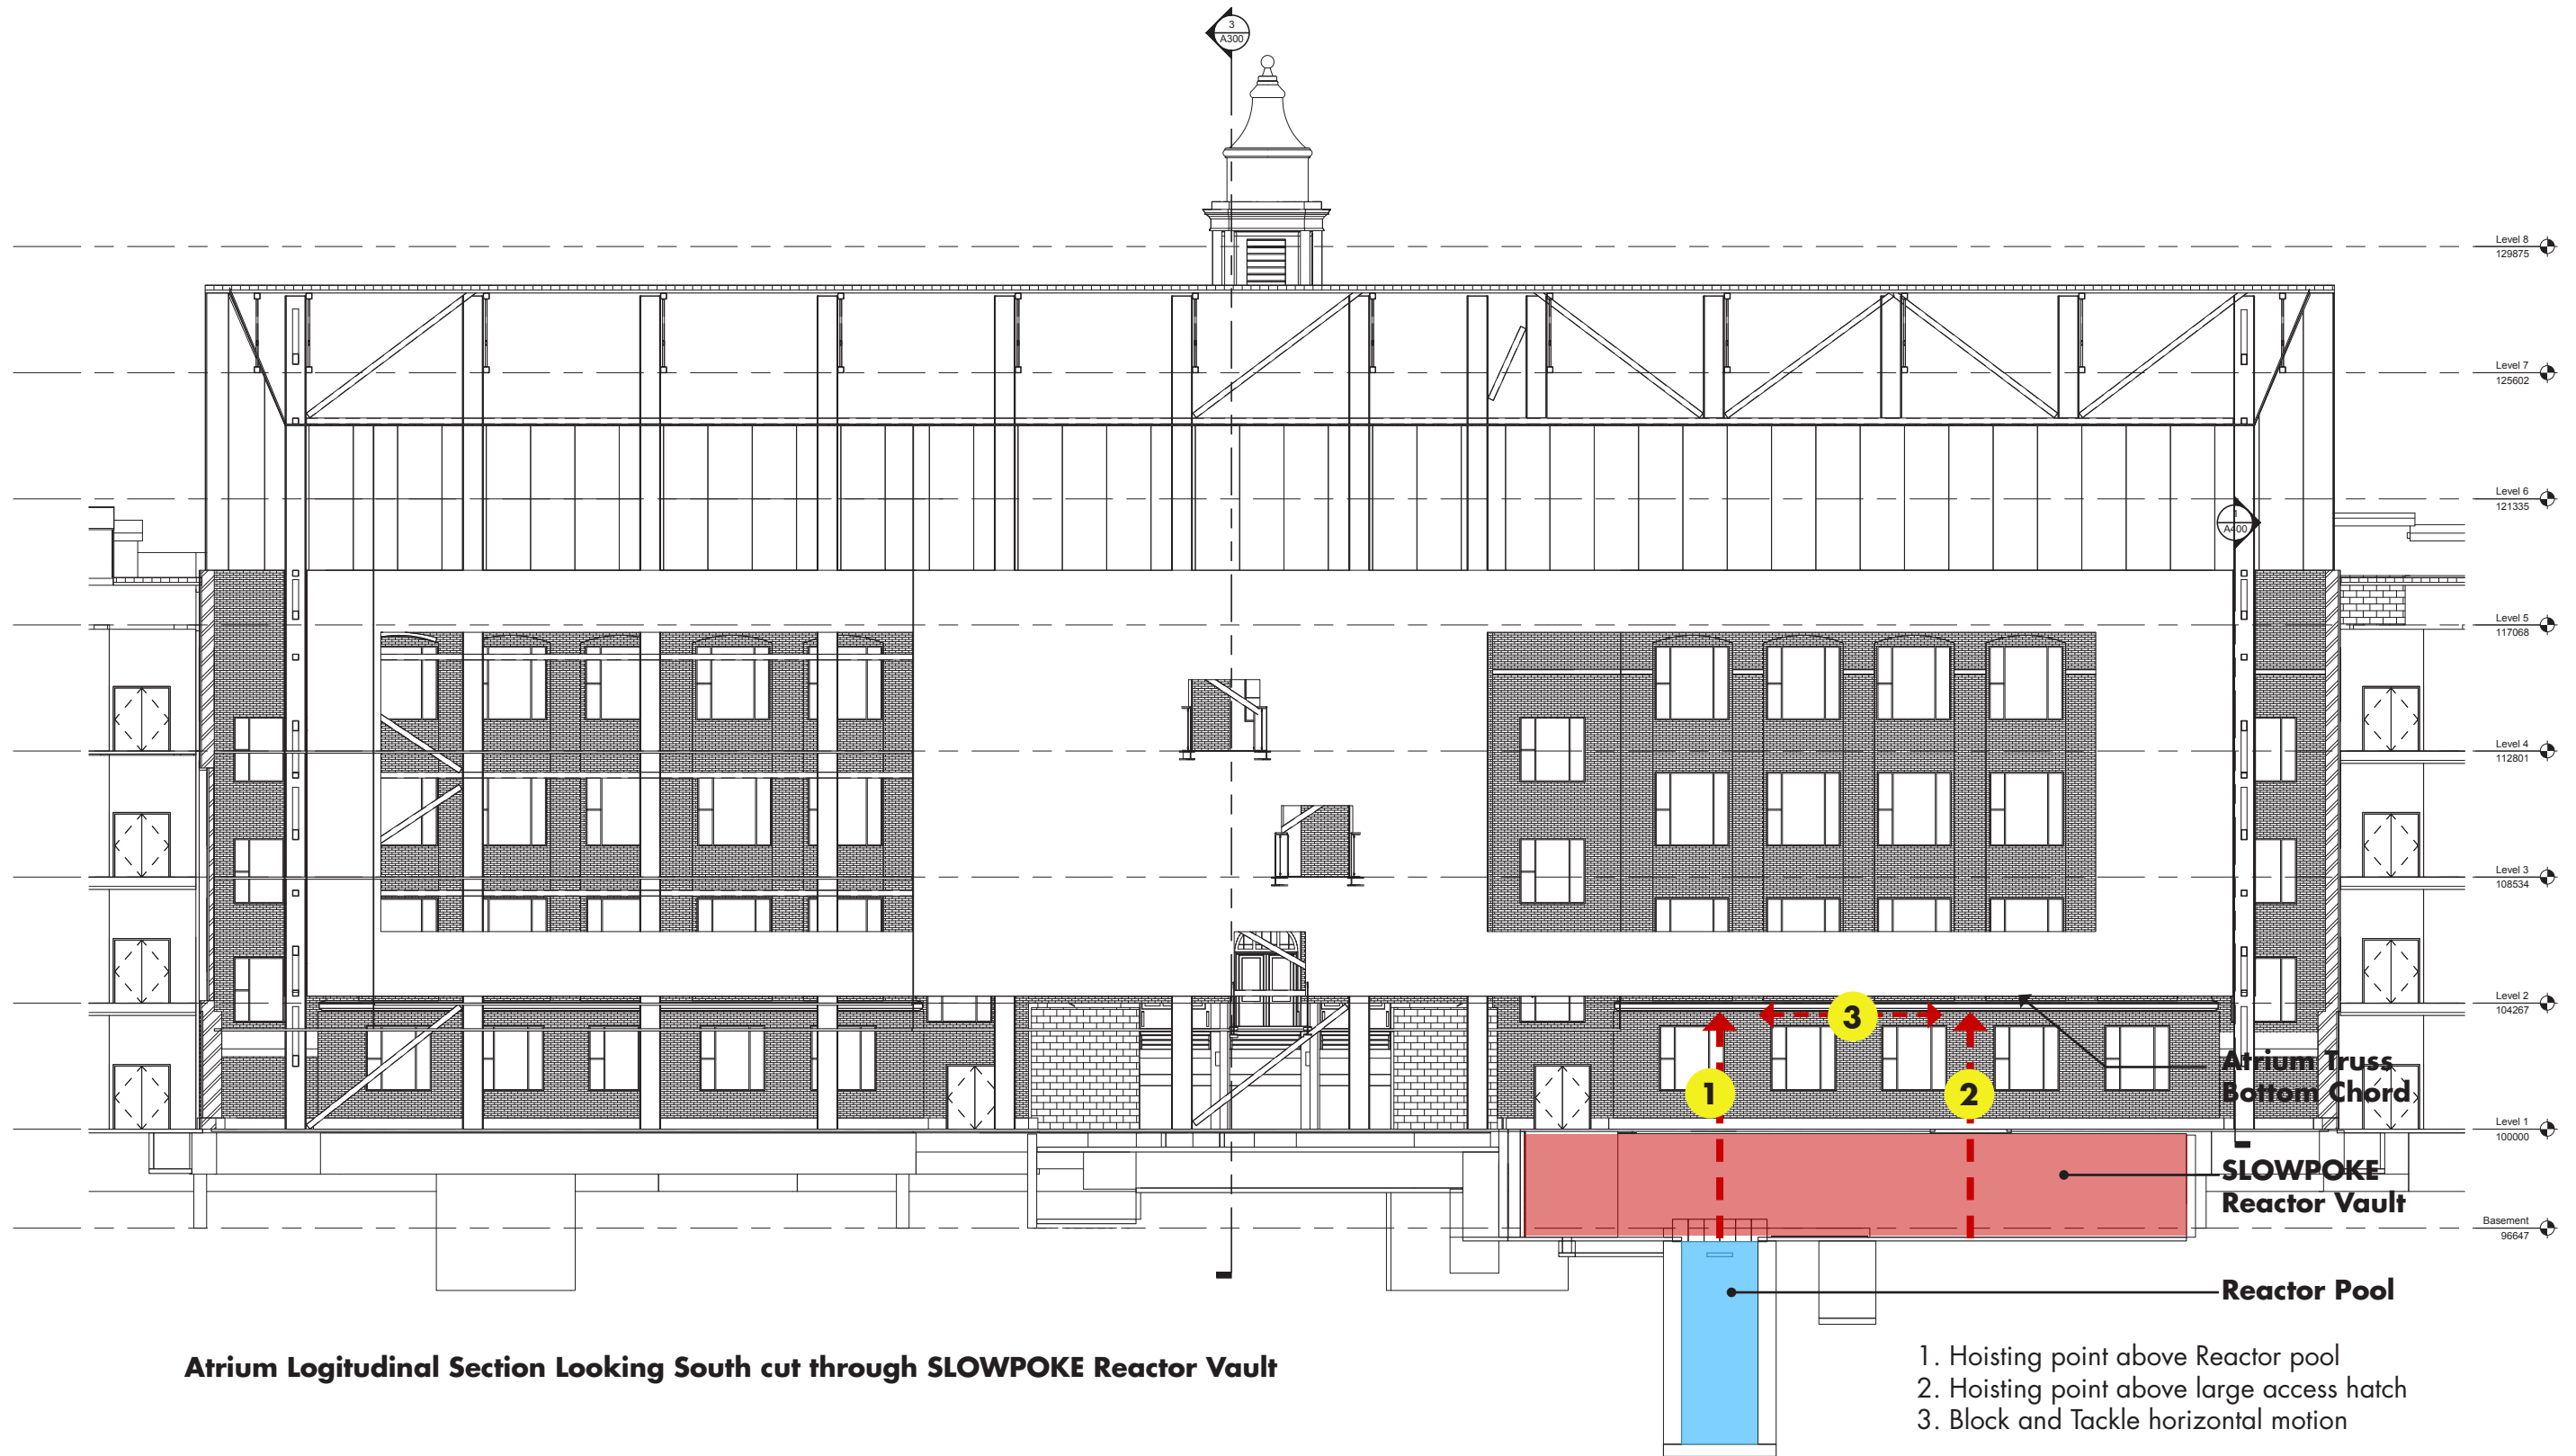 3
A300
Level 8
129875
Level 7
125602
Level 6
121335
1
A400
Level 5
117068
Level 4
112801
Level 3
108534
Level 2
104267
3
1
2
Atrium Truss
Bottom Chord
Level 1
100000
SLOWPOKE
Reactor Vault
Basement
96647
Reactor Pool
Atrium Logitudinal Section Looking South cut through SLOWPOKE Reactor Vault
1. Hoisting point above Reactor pool
2. Hoisting point above large access hatch
3. Block and Tackle horizontal motion